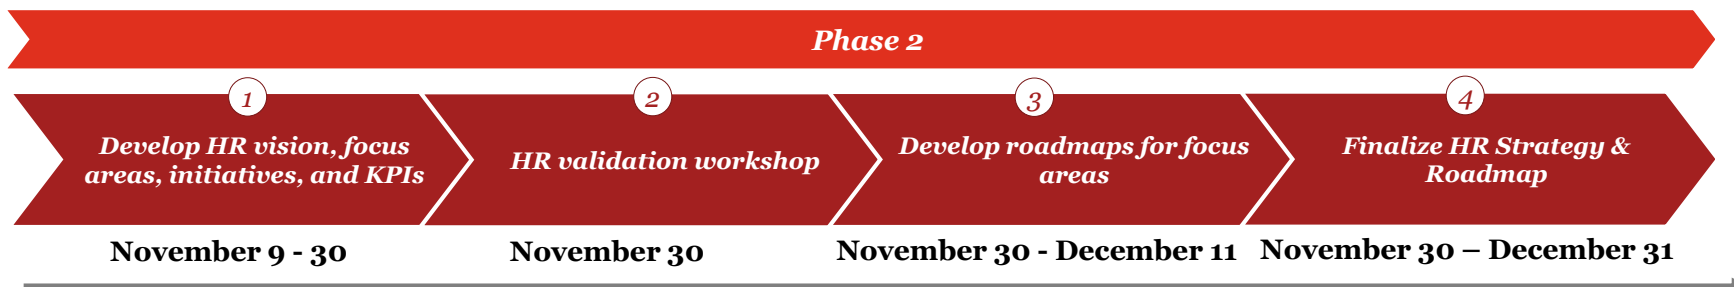 Phase 2
1
Develop HR vision, focus
areas, initiatives, and KPIs
November 9 - 30
2
HR validation workshop
November 30
3
Develop roadmaps for focus
areas
November 30 - December 11
4
Finalize HR Strategy &
Roadmap
November 30 – December 31